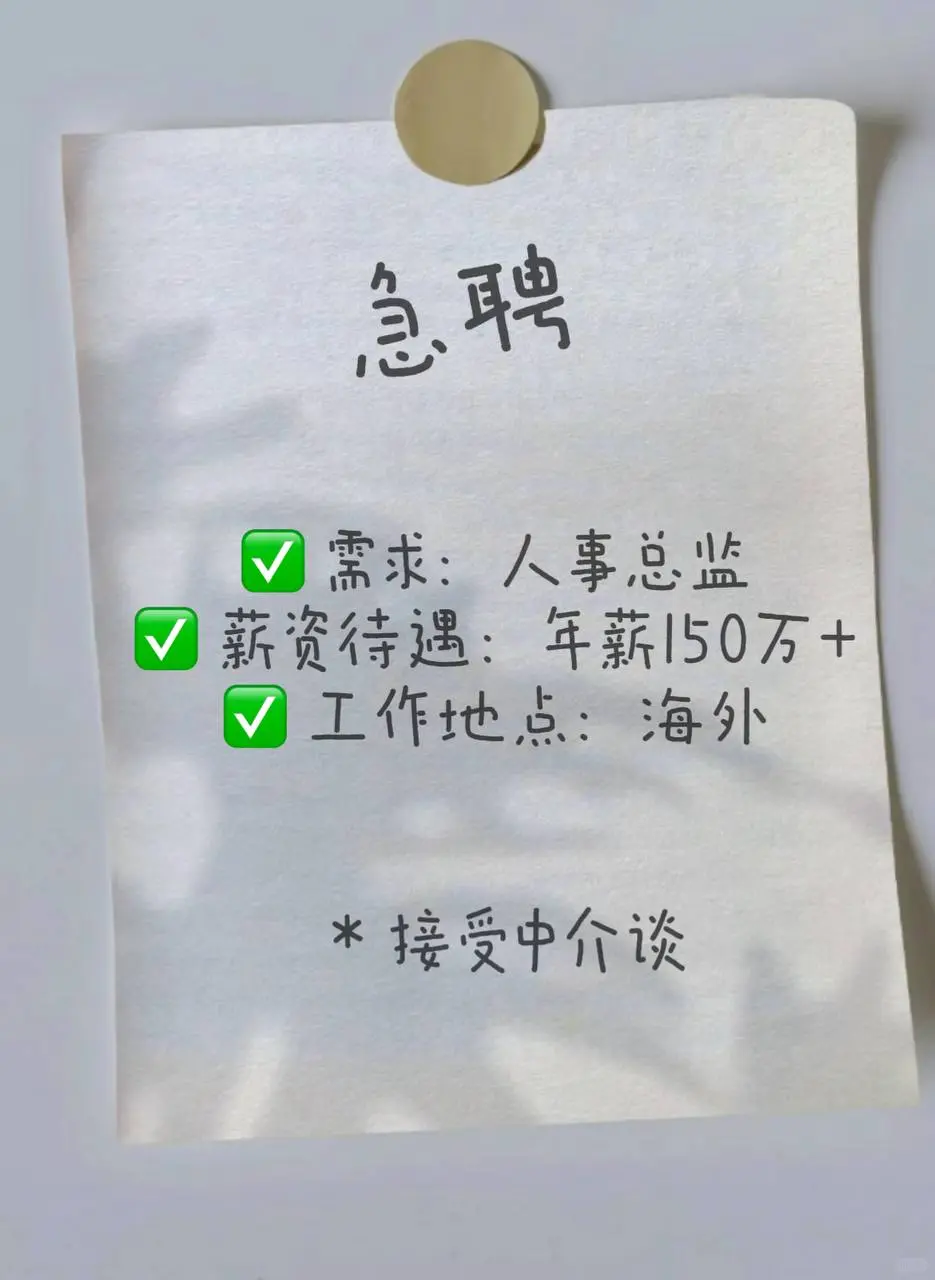 急聘
✅ 需求：人事总监
✅ 薪资待遇：年薪150万+
✅ 工作地点：海外
* 接受中介谈